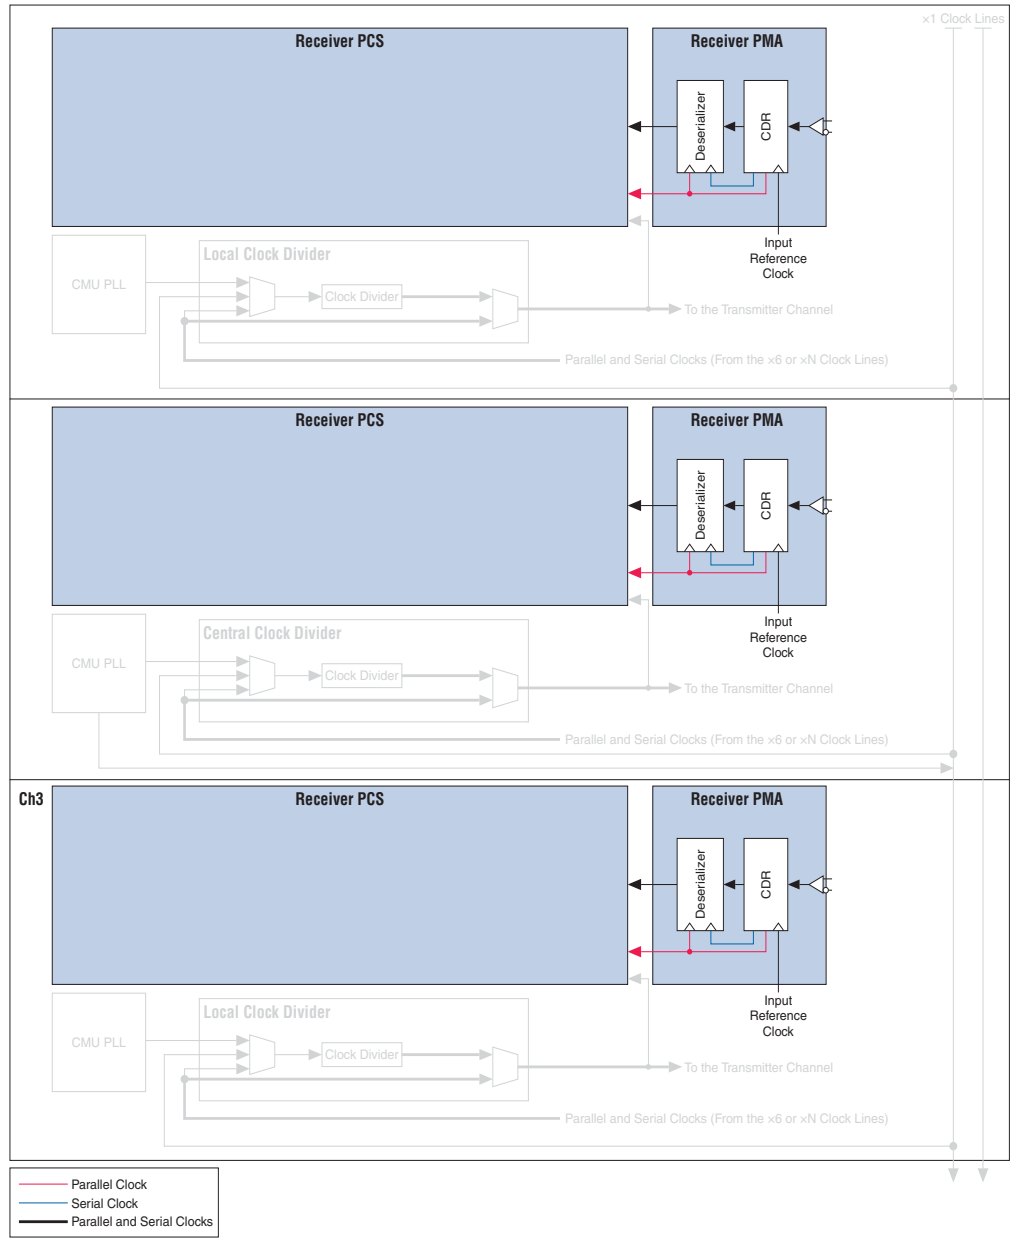 ×1 Clock Lines
Receiver PCS
Receiver PMA
Deserializer
CDR
Input
Reference
Clock
Local Clock Divider
CMU PLL
Clock Divider
To the Transmitter Channel
Parallel and Serial Clocks (From the ×6 or ×N Clock Lines)
Receiver PCS
Receiver PMA
Deserializer
CDR
Input
Reference
Clock
Central Clock Divider
CMU PLL
Clock Divider
To the Transmitter Channel
Parallel and Serial Clocks (From the ×6 or ×N Clock Lines)
Ch3
Receiver PCS
Receiver PMA
Deserializer
CDR
Input
Reference
Clock
Local Clock Divider
CMU PLL
Clock Divider
To the Transmitter Channel
Parallel and Serial Clocks (From the ×6 or ×N Clock Lines)
Parallel Clock
Serial Clock
Parallel and Serial Clocks